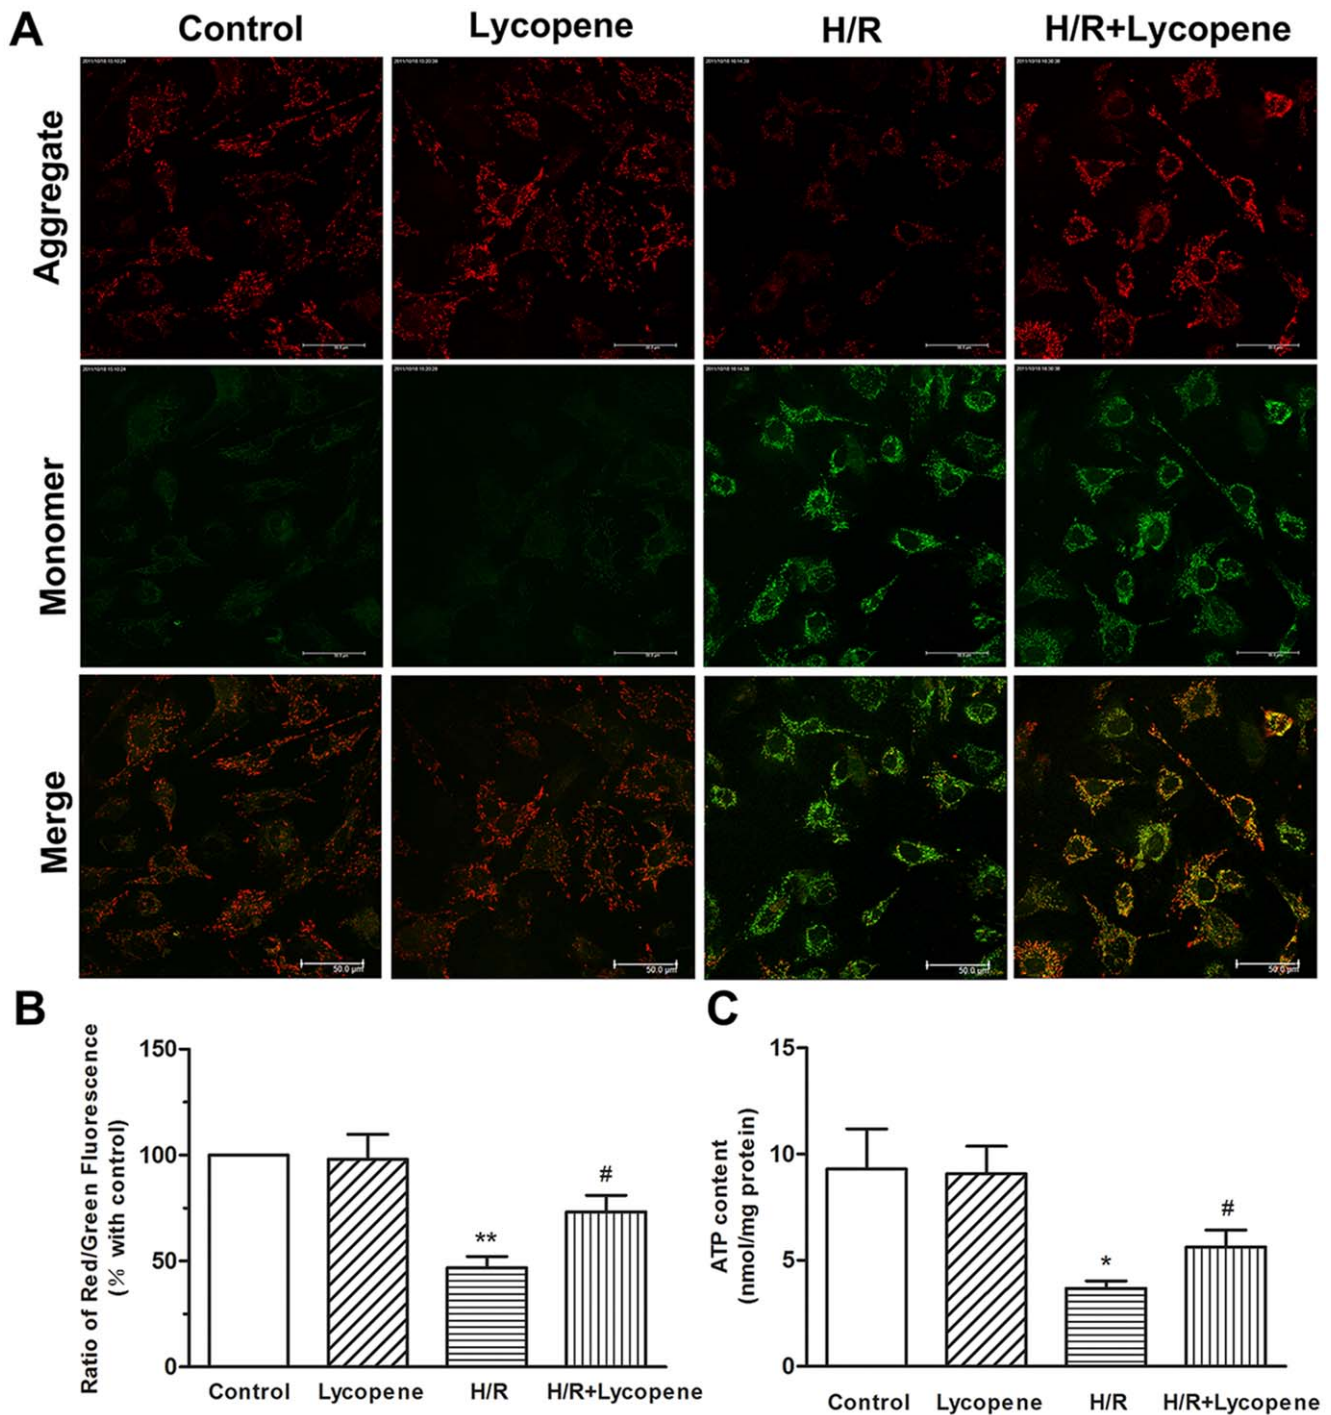 A
Control
Lycopene
H/R
H/R+Lycopene
Aggregate
Monomer
Merge
50.0 μm
50.0 μm
50.0 μm
50.0 μm
B
Ratio of Red/Green Fluorescence
(% with control)
150
100
50
0
**
#
Control
Lycopene
H/R
H/R+Lycopene
C
ATP content
(nmol/mg protein)
15
10
5
0
*
#
Control
Lycopene
H/R
H/R+Lycopene